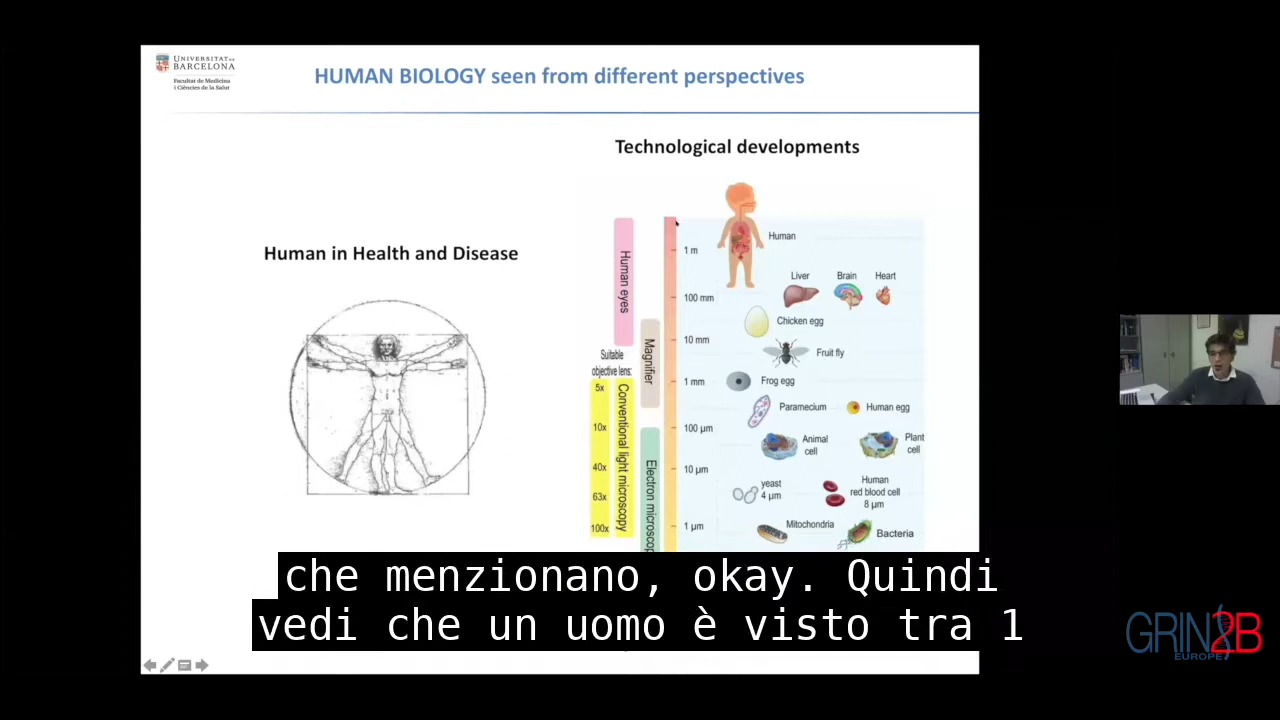 UNIVERSITAT DE
BARCELONA
Facultat de Medicina
i Ciències de la Salut
HUMAN BIOLOGY seen from different perspectives
Technological developments
Human in Health and Disease
Human eyes
Magnifier
Suitable
objective lens:
5x
10x
40x
63x
100x
Conventional light microscopy
1 m
100 mm
10 mm
1 mm
100 µm
10 µm
1 µm
Human
Liver
Brain
Heart
Chicken egg
Fruit fly
Frog egg
Paramecium
Human egg
Animal
cell
Plant
cell
yeast
4 µm
Human
red blood cell
8 µm
Mitochondria
Bacteria
Electron
che menzionano, okay. Quindi
vedi che un uomo è visto tra 1
GRIN2B
EUROPE